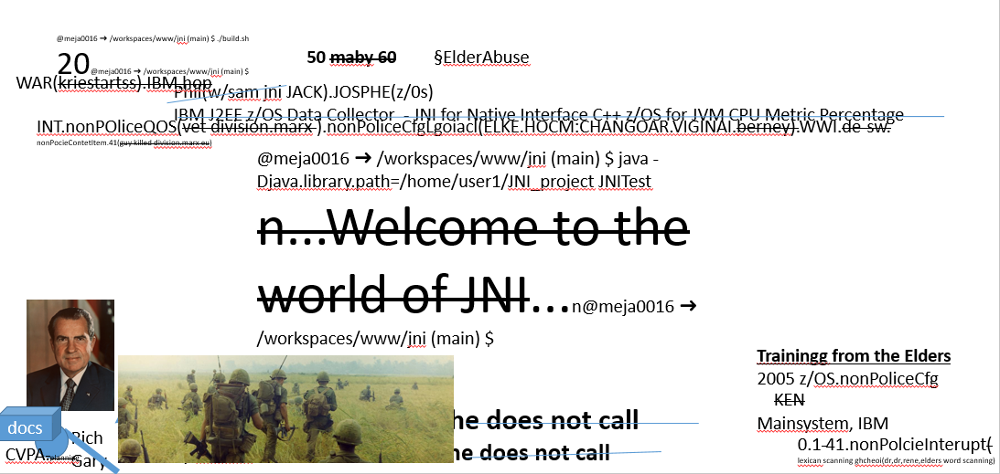 @meja0016 → /workspaces/www/jni (main) $ ./build.sh
20@meja0016 → /workspaces/www/jni (main) $
50 maby 60 §ElderAbuse
WAR(kriestartss).IBM.hop
Phil(w/sam jni JACK).JOSPHE(z/0s)
IBM J2EE z/OS Data Collector - JNI for Native Interface C++ z/OS for JVM CPU Metric Percentage
INT.nonPOliceQOS(vet division.marx ).nonPoliceCfgLgoIacl(ELKE.HOCM:CHANGOAR.VIGINAI.berney).WWI.de-sw.
nonPocieContetItem.41(guy killed division.marx eu)
@meja0016 → /workspaces/www/jni (main) $ java -
Djava.library.path=/home/user1/JNI_project JNITest
n...Welcome to the
world of JNI...n@meja0016 →
/workspaces/www/jni (main) $
Trainingg from the Elders
2005 z/OS.nonPoliceCfg
KEN
Mainsystem, IBM
0.1-41.nonPolcieInterupt(
lexican scanning ghcheoi(dr,dr,rene,elders word scanning)
he does not call
he does not call
docs
Rich
CVPA.
Gary